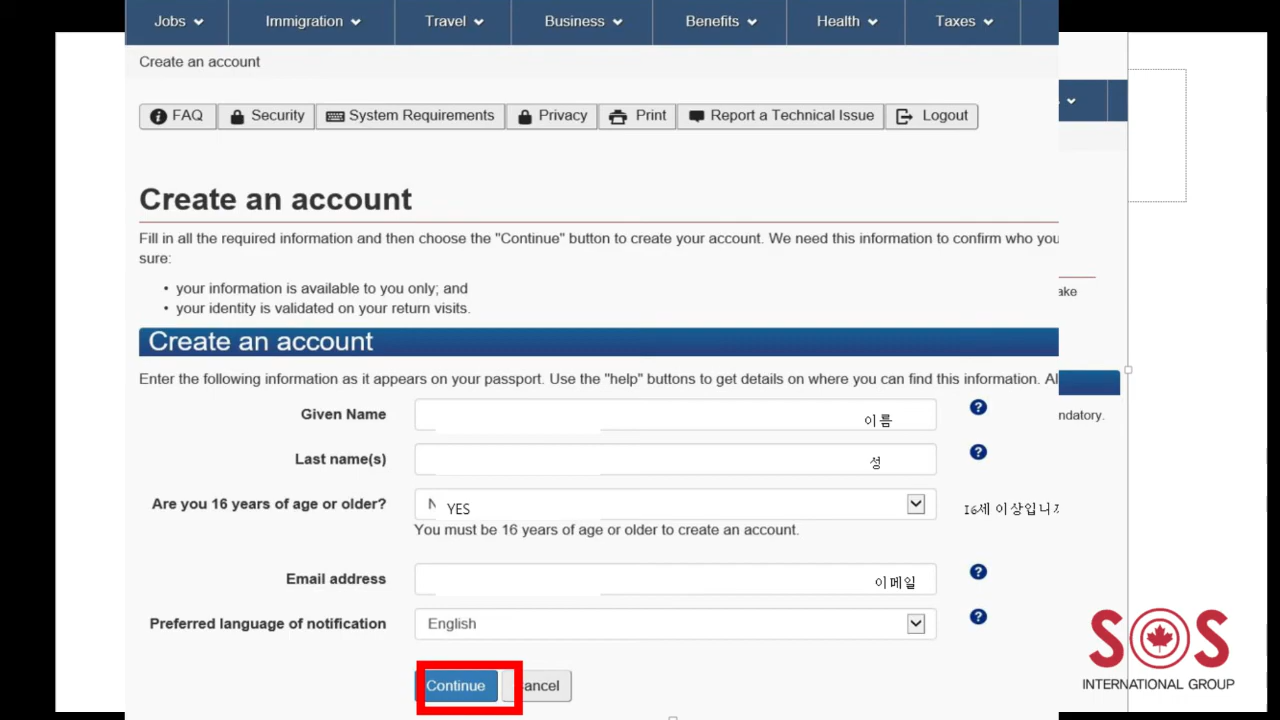 Jobs Immigration Travel Business Benefits Health Taxes
Create an account
FAQ Security System Requirements Privacy Print Report a Technical Issue Logout
Create an account
Fill in all the required information and then choose the "Continue" button to create your account. We need this information to confirm who you
sure:
ake
• your information is available to you only; and
• your identity is validated on your return visits.
Create an account
Enter the following information as it appears on your passport. Use the "help" buttons to get details on where you can find this information. Al
ndatory.
Given Name 이름
Last name(s) 성
Are you 16 years of age or older? N YES 16세 이상입니까
You must be 16 years of age or older to create an account.
Email address 이메일
Preferred language of notification English
Continue ancel
SOS
INTERNATIONAL GROUP